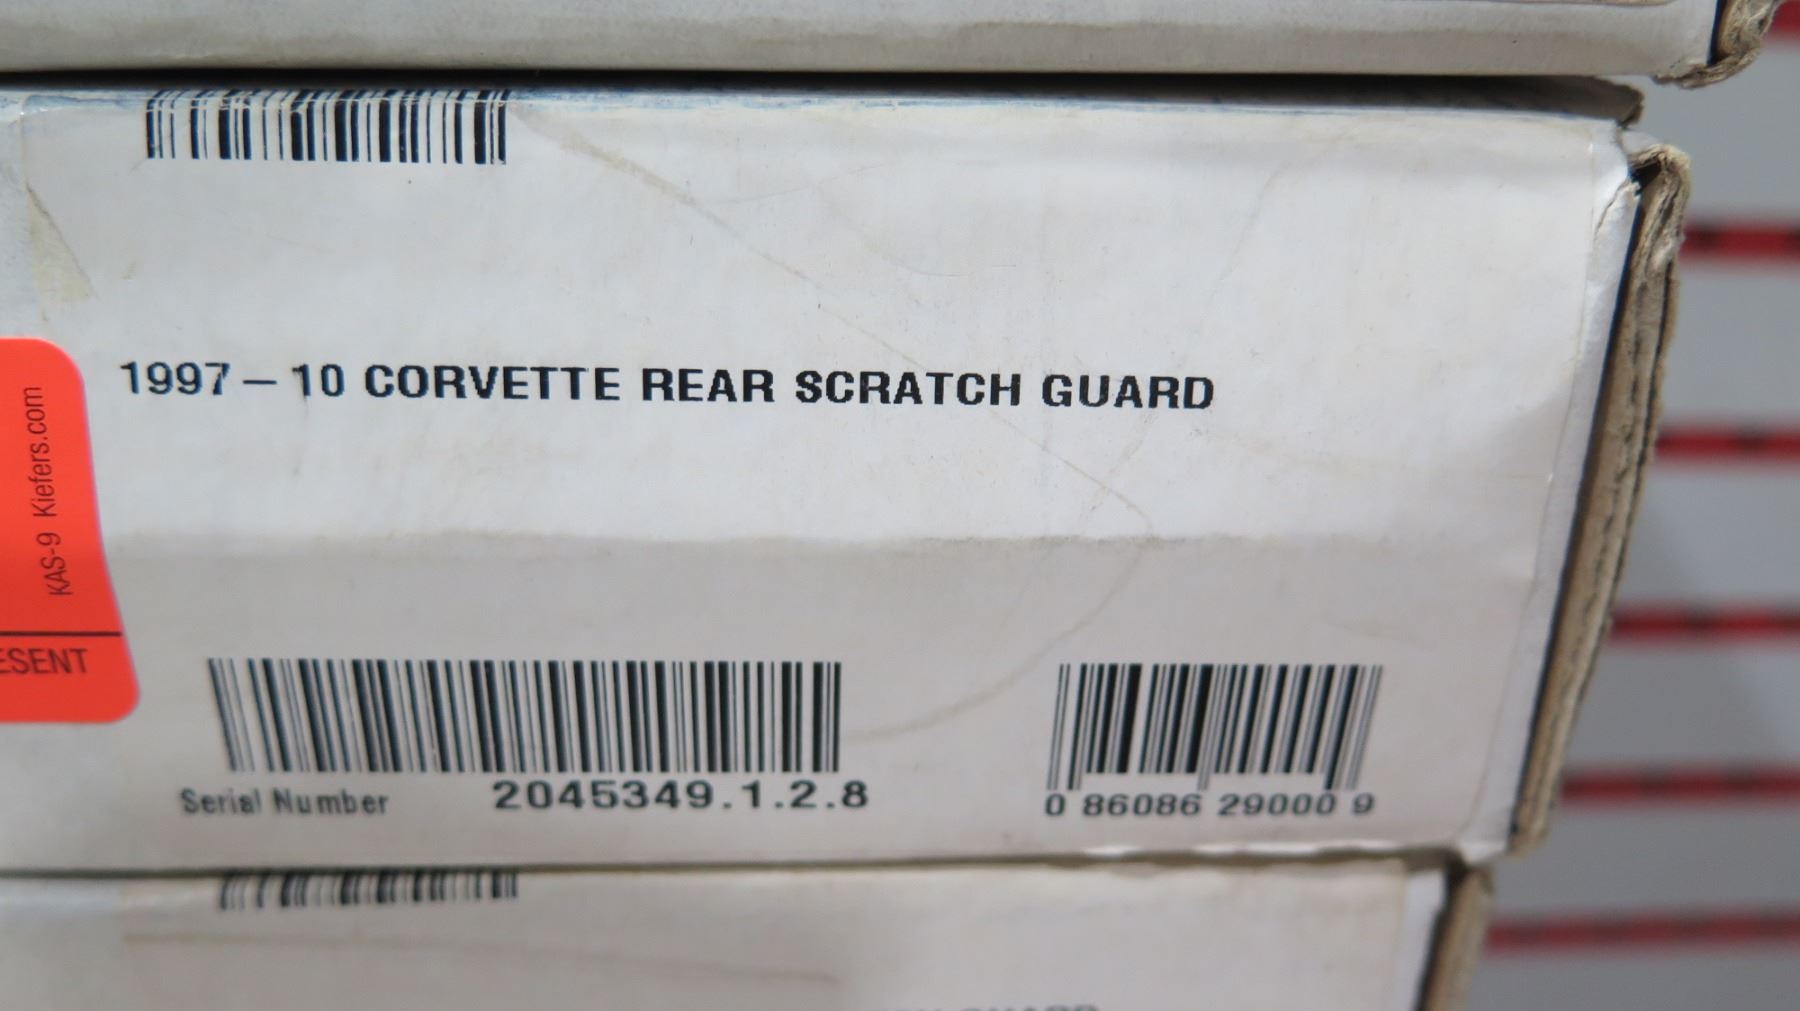 1997 – 10 CORVETTE REAR SCRATCH GUARD
KAS-9 Kiefers.com
Serial Number 2045349.1.2.8
0 86086 29000 9
GUARD